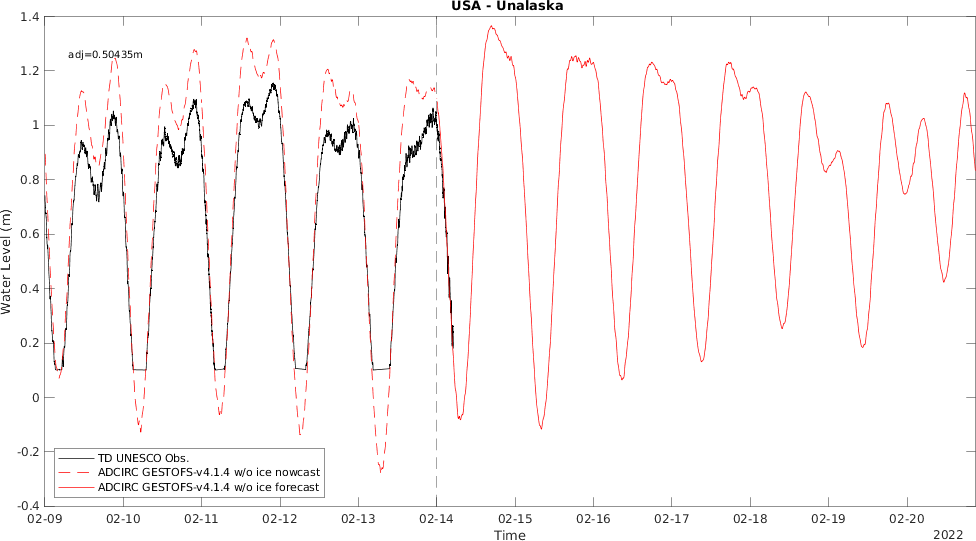 USA - Unalaska
adj=0.50435m
1.4
1.2
1
0.8
0.6
0.4
0.2
0
-0.2
-0.4
Water Level (m)
TD UNESCO Obs.
ADCIRC GESTOFS-v4.1.4 w/o ice nowcast
ADCIRC GESTOFS-v4.1.4 w/o ice forecast
02-09 02-10 02-11 02-12 02-13 02-14 02-15 02-16 02-17 02-18 02-19 02-20
Time
2022